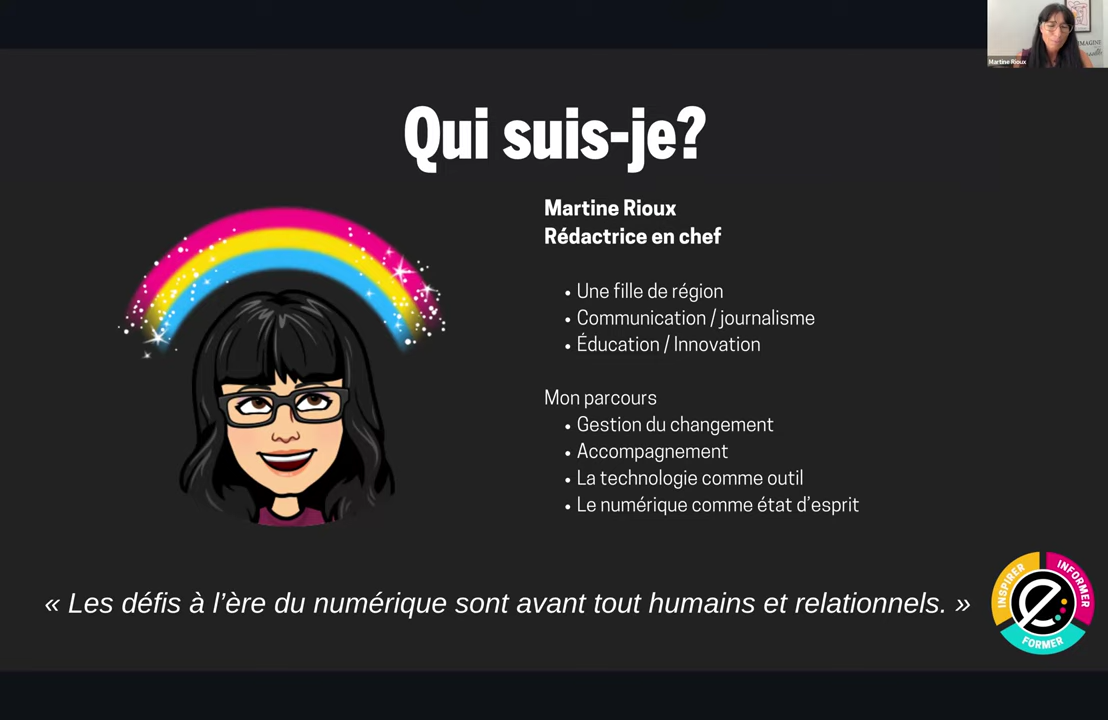 Martine Rioux
IMAGINE
Qui suis-je?
Martine Rioux
Rédactrice en chef
• Une fille de région
• Communication / journalisme
• Éducation / Innovation
Mon parcours
• Gestion du changement
• Accompagnement
• La technologie comme outil
• Le numérique comme état d’esprit
« Les défis à l’ère du numérique sont avant tout humains et relationnels. »
INSPIRER
INFORMER
FORMER